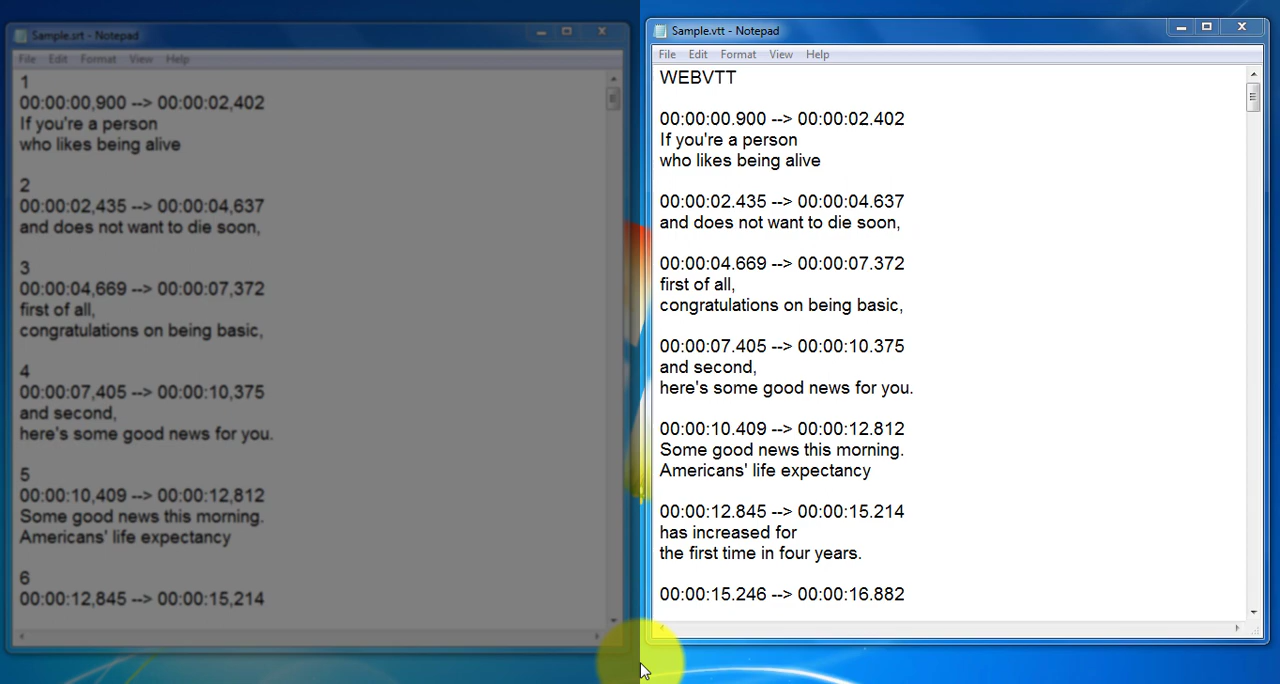 Sample.srt - Notepad
File Edit Format View Help
1
00:00:00,900 --> 00:00:02,402
If you're a person
who likes being alive
2
00:00:02,435 --> 00:00:04,637
and does not want to die soon,
3
00:00:04,669 --> 00:00:07,372
first of all,
congratulations on being basic,
4
00:00:07,405 --> 00:00:10,375
and second,
here's some good news for you.
5
00:00:10,409 --> 00:00:12,812
Some good news this morning.
Americans' life expectancy
6
00:00:12,845 --> 00:00:15,214
Sample.vtt - Notepad
File Edit Format View Help
WEBVTT
00:00:00.900 --> 00:00:02.402
If you're a person
who likes being alive
00:00:02.435 --> 00:00:04.637
and does not want to die soon,
00:00:04.669 --> 00:00:07.372
first of all,
congratulations on being basic,
00:00:07.405 --> 00:00:10.375
and second,
here's some good news for you.
00:00:10.409 --> 00:00:12.812
Some good news this morning.
Americans' life expectancy
00:00:12.845 --> 00:00:15.214
has increased for
the first time in four years.
00:00:15.246 --> 00:00:16.882